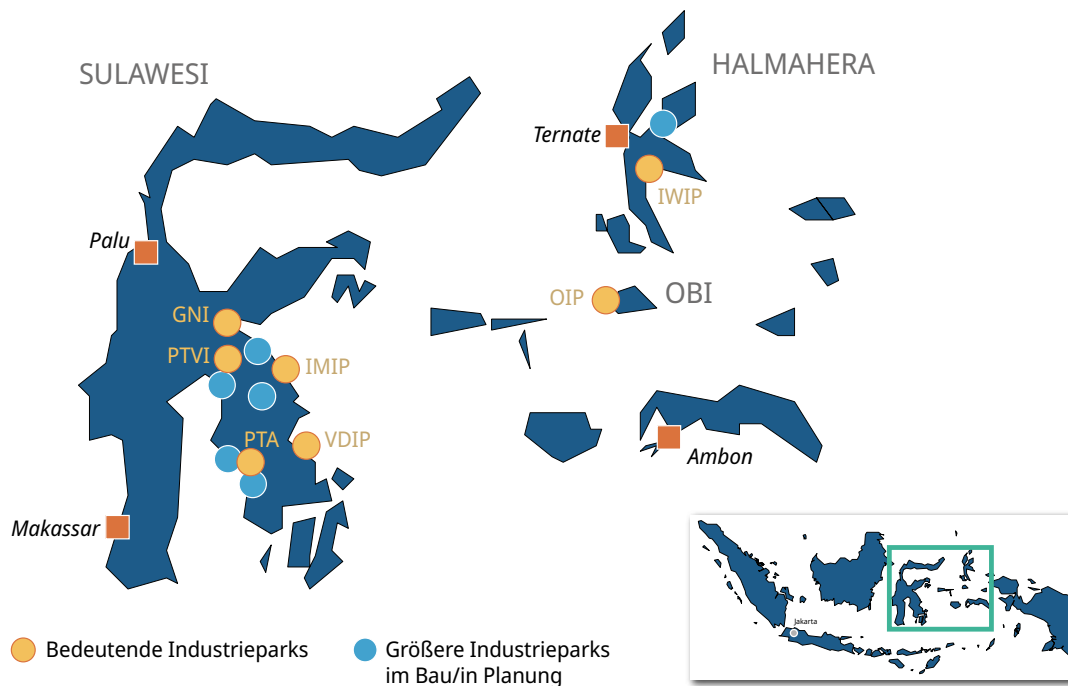 SULAWESI
HALMAHERA
Ternate
IWIP
Palu
OIP
OBI
GNI
PTVI
IMIP
PTA
VDIP
Ambon
Makassar
Jakarta
Bedeutende Industrieparks
Größere Industrieparks
im Bau/in Planung